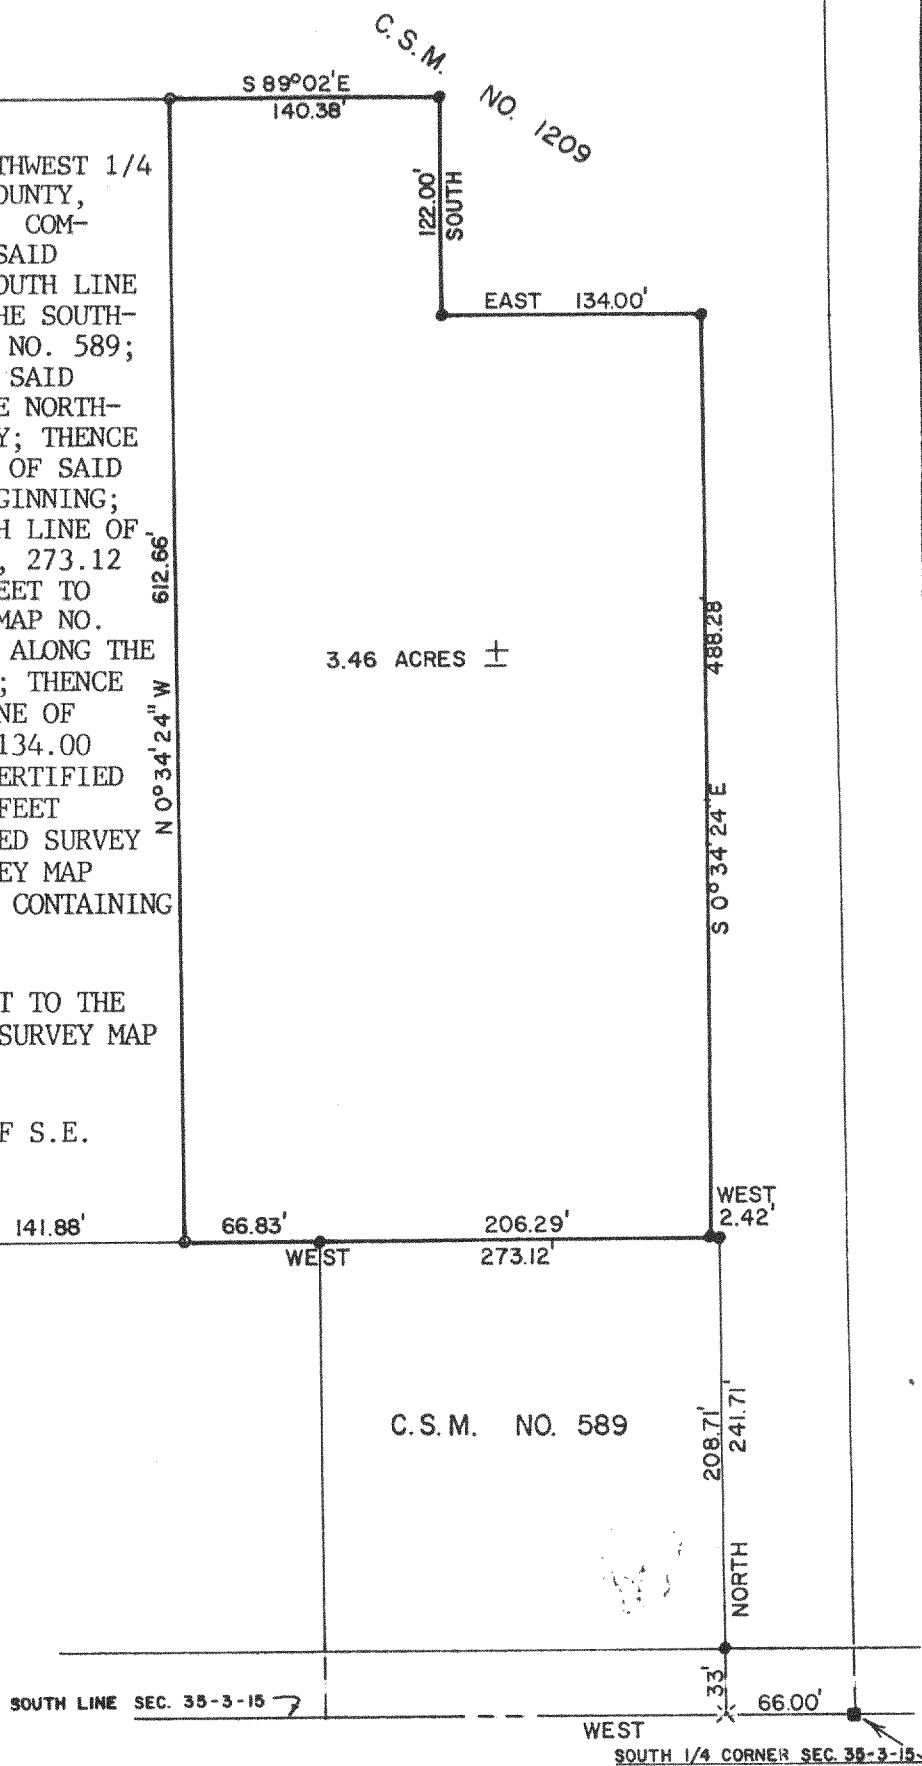 C.S.M. NO. 1209
S 89°02'E
140.38'
122.00'
SOUTH
EAST 134.00'
THWEST 1/4
OUNTY,
COM-
SAID
OUTH LINE
HE SOUTH-
NO. 589;
SAID
E NORTH-
Y; THENCE
OF SAID
GINNING;
H LINE OF
, 273.12
EET TO
MAP NO.
ALONG THE
; THENCE
NE OF
134.00
ERTIFIED
FEET
ED SURVEY
EY MAP
CONTAINING
T TO THE
SURVEY MAP
F S.E.
N 0°34'24" W 612.66'
3.46 ACRES ±
488.28
S 0°34'24"E
WEST
2.42'
141.88'
66.83'
206.29'
WEST 273.12'
C.S.M. NO. 589
208.71'
241.71'
NORTH
33'
66.00'
SOUTH LINE SEC. 35-3-15
WEST
SOUTH 1/4 CORNER SEC. 35-3-15